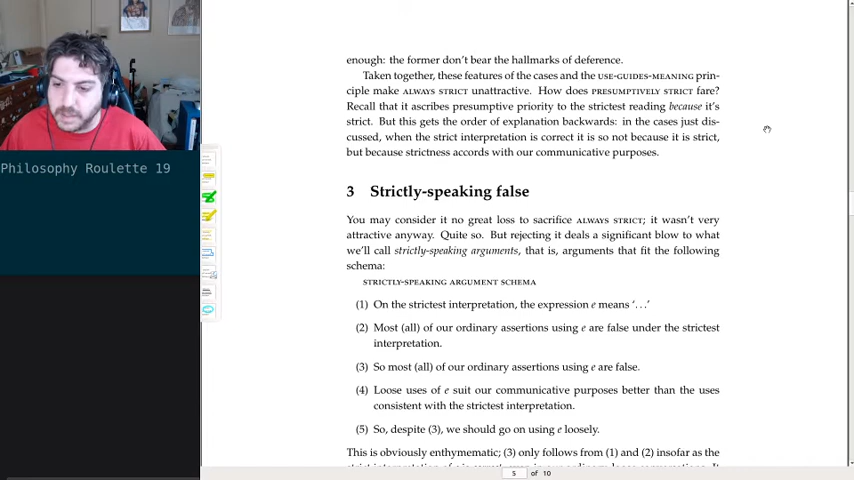 enough: the former don't bear the hallmarks of deference.
Taken together, these features of the cases and the USE-GUIDES-MEANING prin-
ciple make ALWAYS STRICT unattractive. How does PRESUMPTIVELY STRICT fare?
Recall that it ascribes presumptive priority to the strictest reading because it's
strict. But this gets the order of explanation backwards: in the cases just dis-
cussed, when the strict interpretation is correct it is so not because it is strict,
but because strictness accords with our communicative purposes.
Philosophy Roulette 19
3 Strictly-speaking false
You may consider it no great loss to sacrifice ALWAYS STRICT; it wasn't very
attractive anyway. Quite so. But rejecting it deals a significant blow to what
we'll call strictly-speaking arguments, that is, arguments that fit the following
schema:
STRICTLY-SPEAKING ARGUMENT SCHEMA
(1) On the strictest interpretation, the expression e means '...'
(2) Most (all) of our ordinary assertions using e are false under the strictest
interpretation.
(3) So most (all) of our ordinary assertions using e are false.
(4) Loose uses of e suit our communicative purposes better than the uses
consistent with the strictest interpretation.
(5) So, despite (3), we should go on using e loosely.
This is obviously enthymematic; (3) only follows from (1) and (2) insofar as the
5 of 10